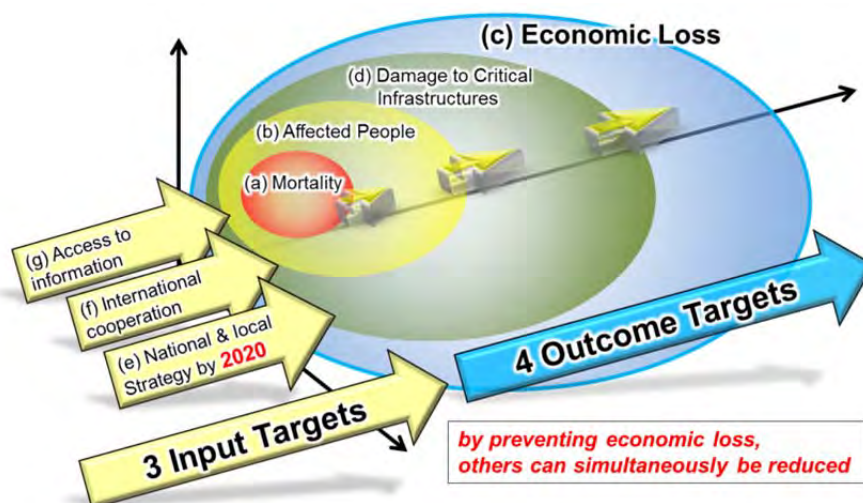 (c) Economic Loss
(d) Damage to Critical
Infrastructures
(b) Affected People
(a) Mortality
(g) Access to
information
(f) International
cooperation
(e) National & local
Strategy by 2020
3 Input Targets
4 Outcome Targets
by preventing economic loss,
others can simultaneously be reduced